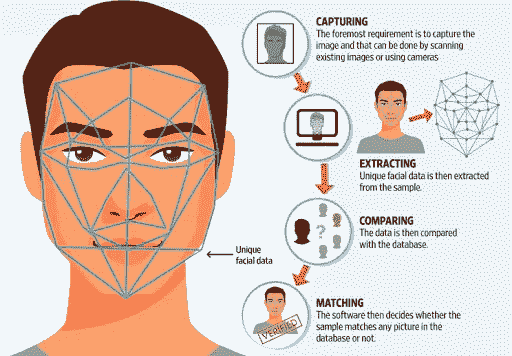 CAPTURING
The foremost requirement is to capture the
image and that can be done by scanning
existing images or using cameras
EXTRACTING
Unique facial data is then extracted
from the sample.
Unique
facial data
COMPARING
The data is then compared
with the database.
?
MATCHING
The software then decides whether the
sample matches any picture in the
database or not.
VERIFIED